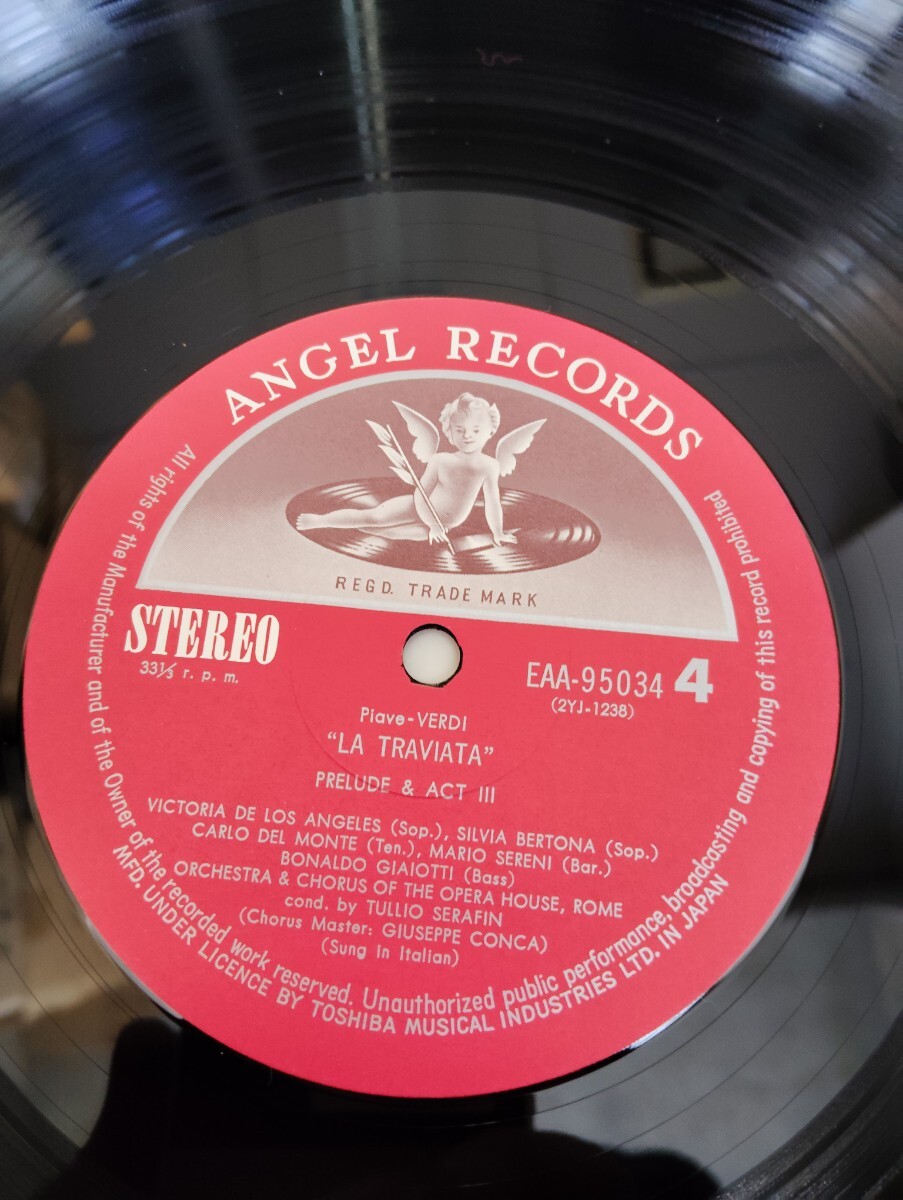 ANGEL RECORDS
REGD. TRADE MARK
STEREO
33⅓ r. p. m.
EAA-95034 4
(2YJ-1238)
Piave-VERDI
"LA TRAVIATA"
PRELUDE & ACT III
VICTORIA DE LOS ANGELES (Sop.), SILVIA BERTONA (Sop.)
CARLO DEL MONTE (Ten.), MARIO SERENI (Bar.)
BONALDO GIAIOTTI (Bass)
ORCHESTRA & CHORUS OF THE OPERA HOUSE, ROME
cond. by TULLIO SERAFIN
(Chorus Master: GIUSEPPE CONCA)
(Sung in Italian)
All rights of the Manufacturer and of the Owner of the recorded work reserved. Unauthorized public performance, broadcasting and copying of this record prohibited
MFD. UNDER LICENCE BY TOSHIBA MUSICAL INDUSTRIES LTD. IN JAPAN